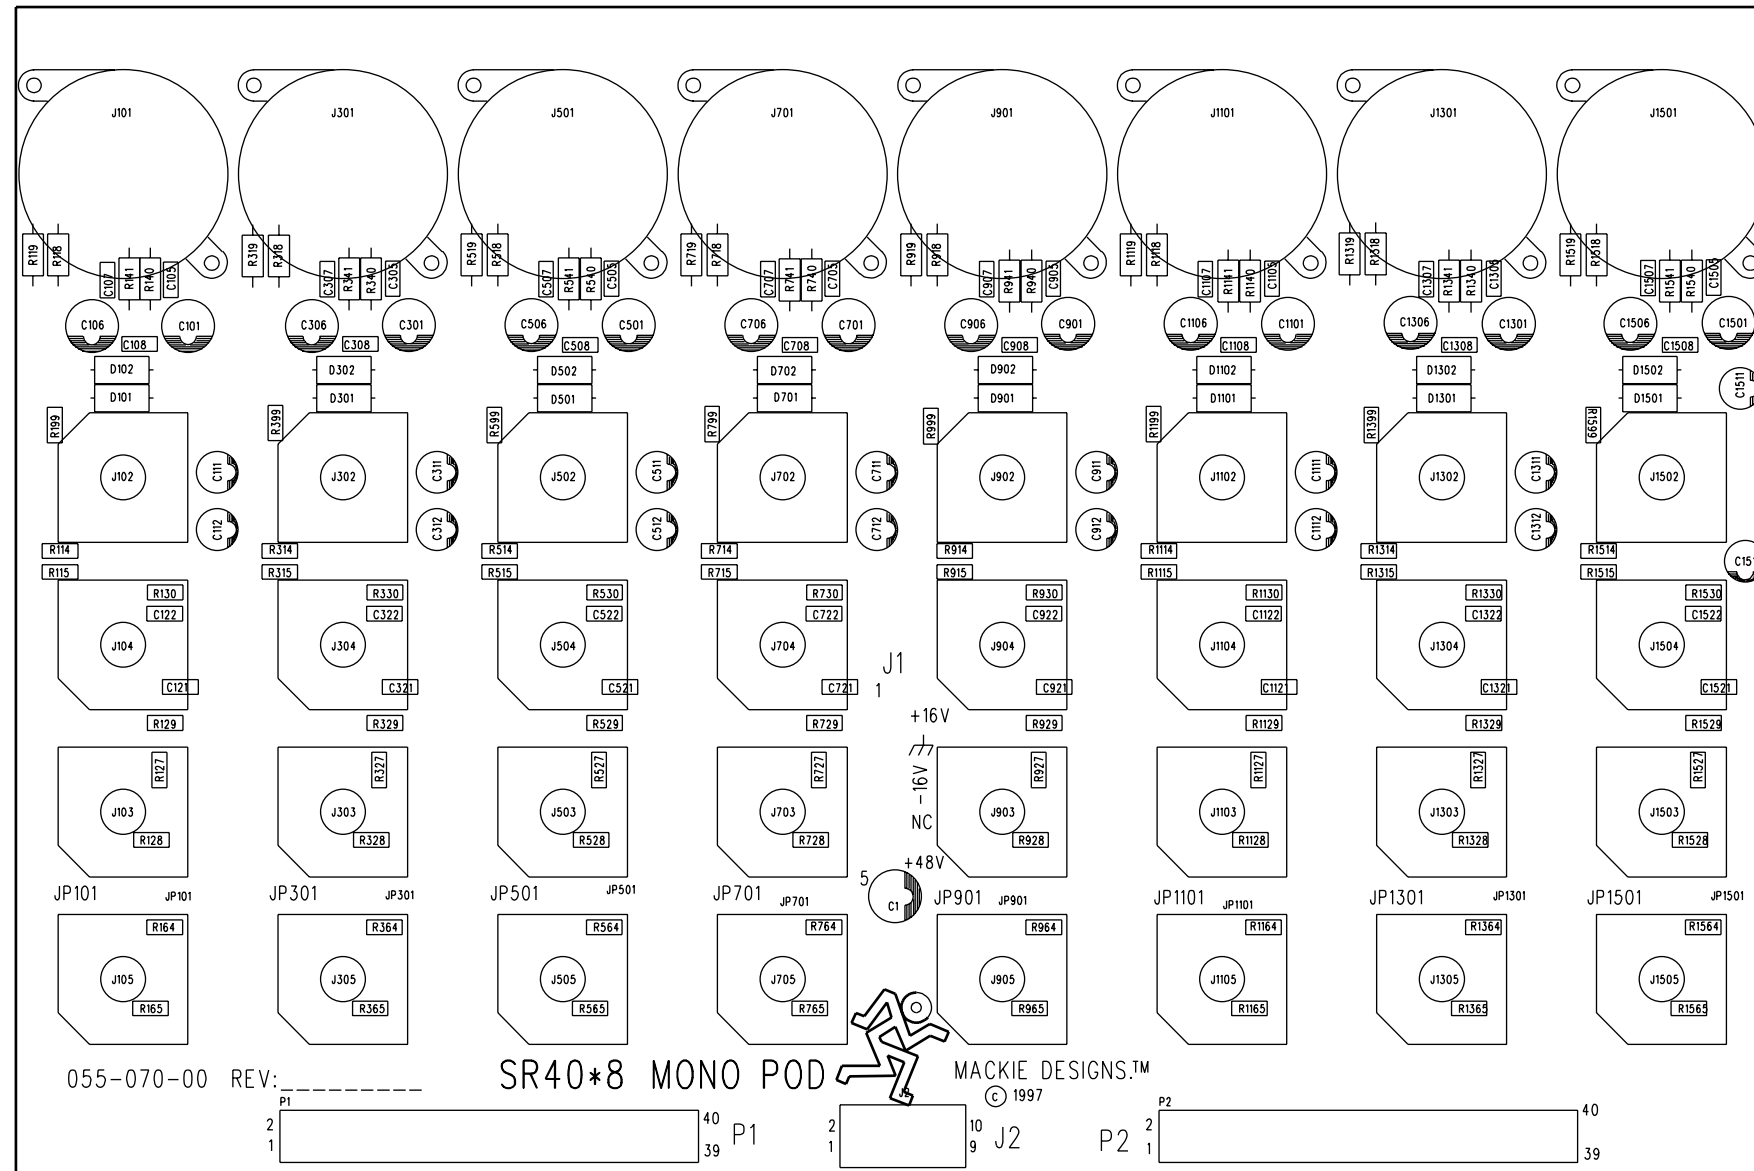 J101 J301 J501 J701 J901 J1101 J1301 J1501
R119 R118 R319 R318 R519 R518 R719 R718 R919 R918 R1119 R1118 R1319 R1318 R1519 R1518
C107 R141 R140 C105 C307 R341 R340 C305 C507 R541 R540 C505 C707 R741 R740 C705 C907 R941 R940 C905 C1107 R1141 R1140 C1105 C1307 R1341 R1340 C1305 C1507 R1541 R1540 C1505
C106 C101 C306 C301 C506 C501 C706 C701 C906 C901 C1106 C1101 C1306 C1301 C1506 C1501
C108 C308 C508 C708 C908 C1108 C1308 C1508
D102 D302 D502 D702 D902 D1102 D1302 D1502
D101 D301 D501 D701 D901 D1101 D1301 D1501 C1511
R199 R399 R599 R799 R999 R1199 R1399 R1599
J102 C111 J302 C311 J502 C511 J702 C711 J902 C911 J1102 C1111 J1302 C1311 J1502
C112 C312 C512 C712 C912 C1112 C1312
R114 R314 R514 R714 R914 R1114 R1314 R1514
C151
R115 R315 R515 R715 R915 R1115 R1315 R1515
R130 R330 R530 R730 R930 R1130 R1330 R1530
C122 C322 C522 C722 C922 C1122 C1322 C1522
J104 J304 J504 J704 J904 J1104 J1304 J1504
J1
C121 C321 C521 C721 1 C921 C1121 C1321 C1521
+16V
R129 R329 R529 R729 R929 R1129 R1329 R1529
R127 R327 R527 R727 -16V R927 R1127 R1327 R1527
J103 J303 J503 J703 NC J903 J1103 J1303 J1503
R128 R328 R528 R728 R928 R1128 R1328 R1528
+48V
5
JP101 JP101 JP301 JP301 JP501 JP501 JP701 JP701 C1 JP901 JP901 JP1101 JP1101 JP1301 JP1301 JP1501 JP1501
R164 R364 R564 R764 R964 R1164 R1364 R1564
J105 J305 J505 J705 J905 J1105 J1305 J1505
R165 R365 R565 R765 R965 R1165 R1365 R1565
055-070-00 REV:_________ SR40*8 MONO POD MACKIE DESIGNS.™
J2 © 1997
P1 P2
2 40 2 10 2 40
P1 J2 P2
1 39 1 9 1 39